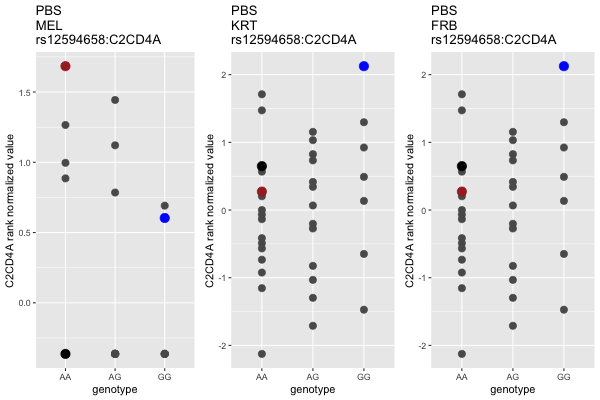 PBS
MEL
rs12594658:C2CD4A
C2CD4A rank normalized value
1.5
1.0
0.5
0.0
AA AG GG
genotype
PBS
KRT
rs12594658:C2CD4A
C2CD4A rank normalized value
2
1
0
-1
-2
AA AG GG
genotype
PBS
FRB
rs12594658:C2CD4A
C2CD4A rank normalized value
2
1
0
-1
-2
AA AG GG
genotype